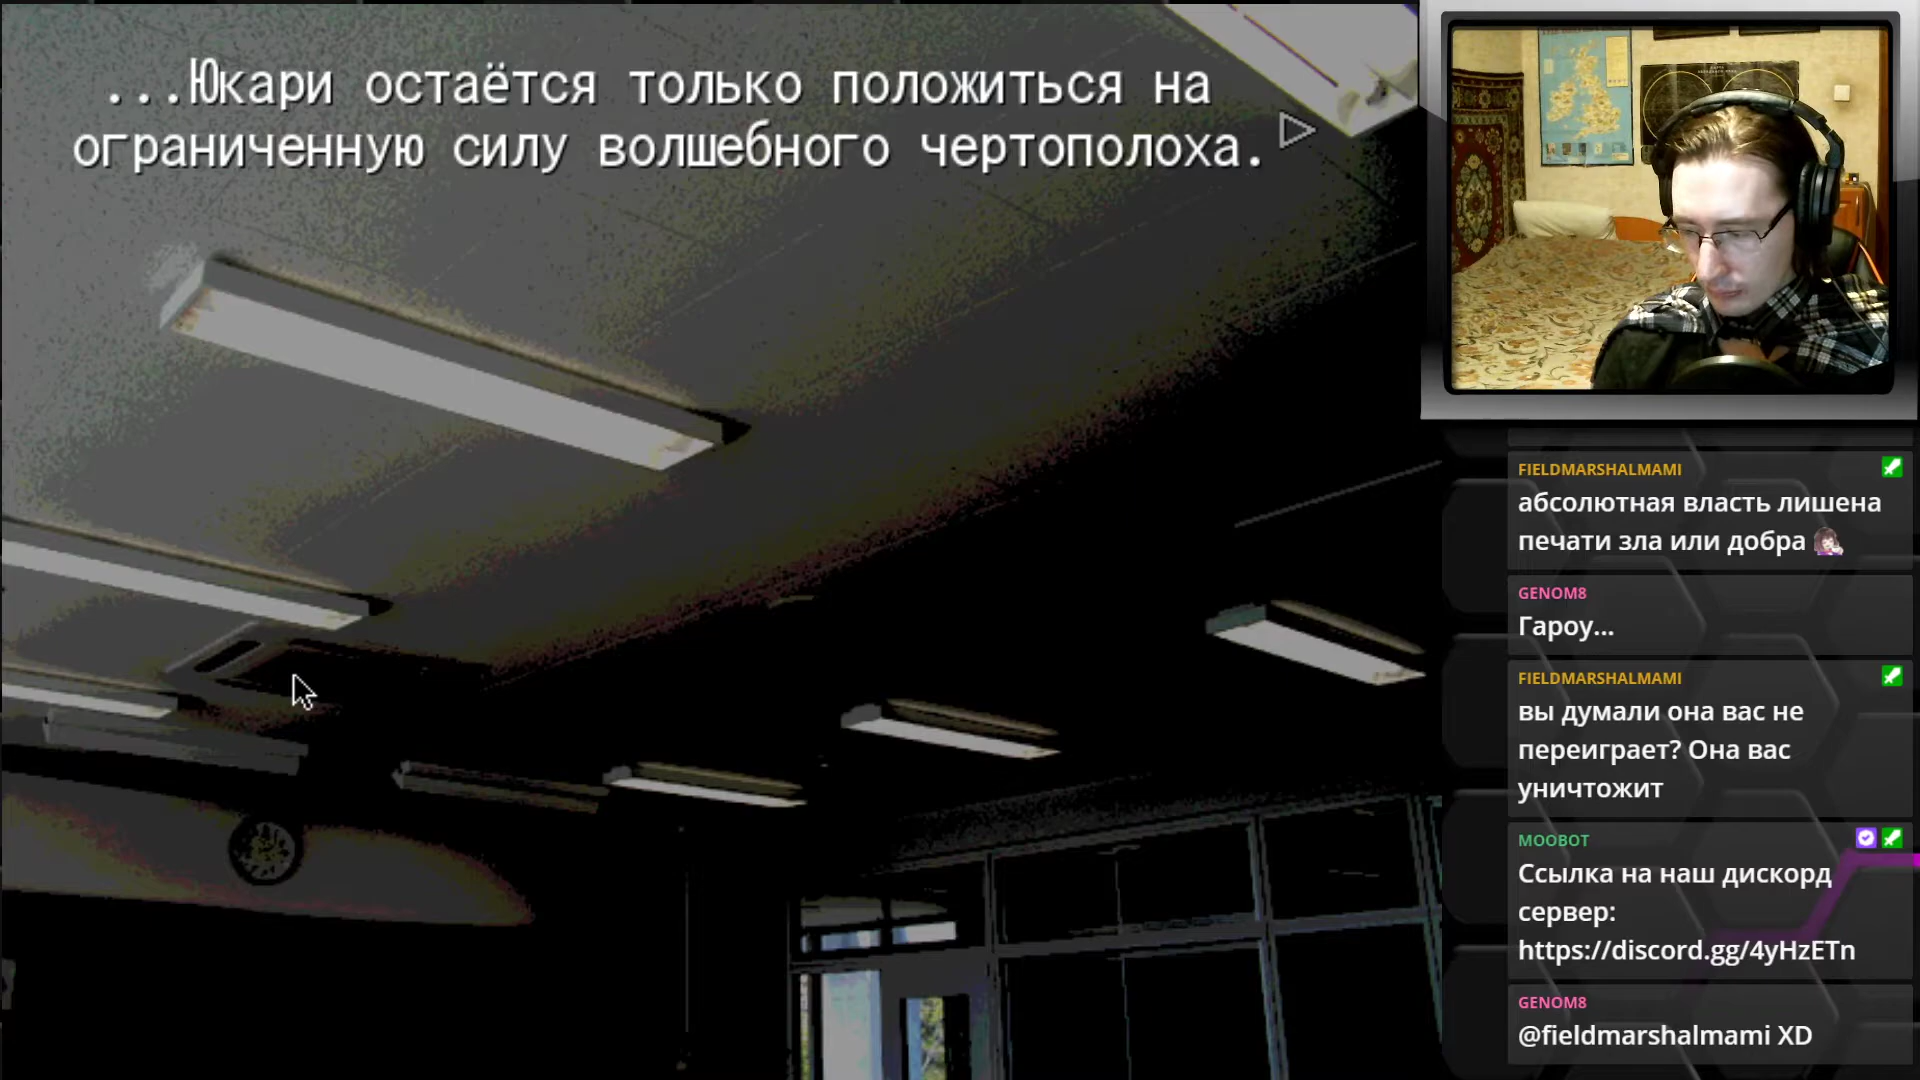 ...Юкари остаётся только положиться на
ограниченную силу волшебного чертополоха.
FIELDMARSHALMAMI
абсолютная власть лишена
печати зла или добра
GENOM8
Гароу...
FIELDMARSHALMAMI
вы думали она вас не
переиграет? Она вас
уничтожит
MOOBOT
Ссылка на наш дискорд
сервер:
https://discord.gg/4yHzETn
GENOM8
@fieldmarshalmami XD